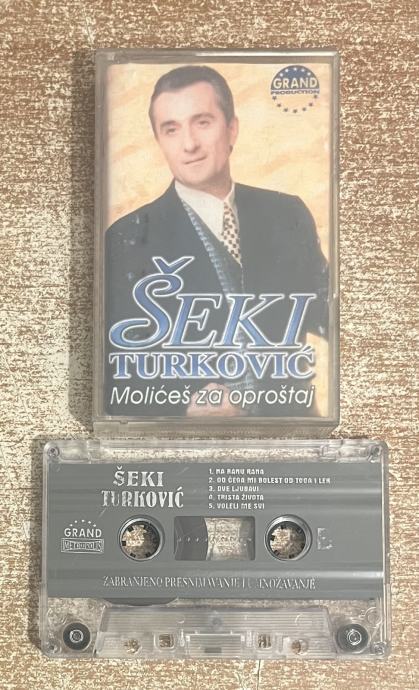 GRAND
PRODUCTION
ŠEKI
TURKOVIĆ
Molićeš za oproštaj
ŠEKI
TURKOVIĆ
1. NA RANU RANA
2. OD ČEGA MI BOLEST OD TOGA I LEK
3. DVE LJUBAVI
4. TRISTA ŽIVOTA
5. VOLELI ME SVI
GRAND
METROPOLIS
ZABRANJENO PRESNIMAVANJE I UMNOŽAVANJE